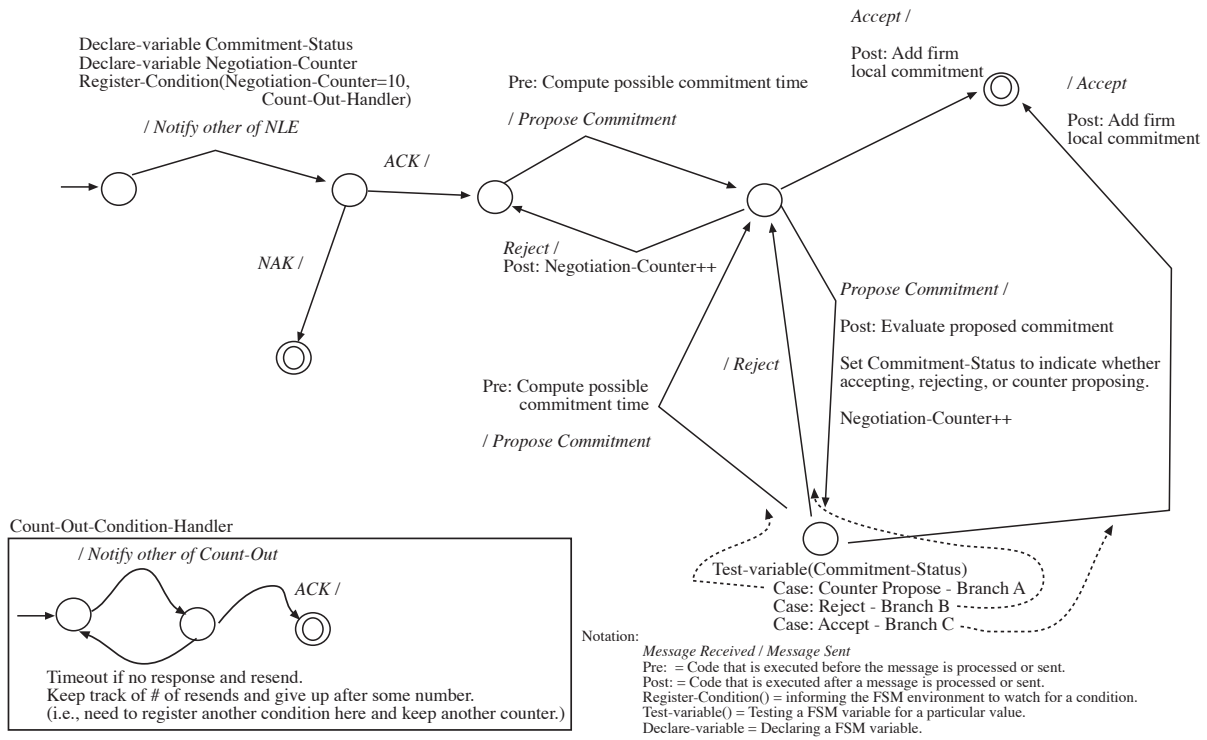 Accept /
Post: Add firm
local commitment
/ Accept
Post: Add firm
local commitment
Declare-variable Commitment-Status
Declare-variable Negotiation-Counter
Register-Condition(Negotiation-Counter=10,
Count-Out-Handler)
/ Notify other of NLE
ACK /
NAK /
Pre: Compute possible commitment time
/ Propose Commitment
Reject /
Post: Negotiation-Counter++
Propose Commitment /
Post: Evaluate proposed commitment
Set Commitment-Status to indicate whether
accepting, rejecting, or counter proposing.
Negotiation-Counter++
/ Reject
Pre: Compute possible
commitment time
/ Propose Commitment
Test-variable(Commitment-Status)
Case: Counter Propose - Branch A
Case: Reject - Branch B
Case: Accept - Branch C
Count-Out-Condition-Handler
/ Notify other of Count-Out
ACK /
Timeout if no response and resend.
Keep track of # of resends and give up after some number.
(i.e., need to register another condition here and keep another counter.)
Notation:
Message Received / Message Sent
Pre: = Code that is executed before the message is processed or sent.
Post: = Code that is executed after a message is processed or sent.
Register-Condition() = informing the FSM environment to watch for a condition.
Test-variable() = Testing a FSM variable for a particular value.
Declare-variable = Declaring a FSM variable.